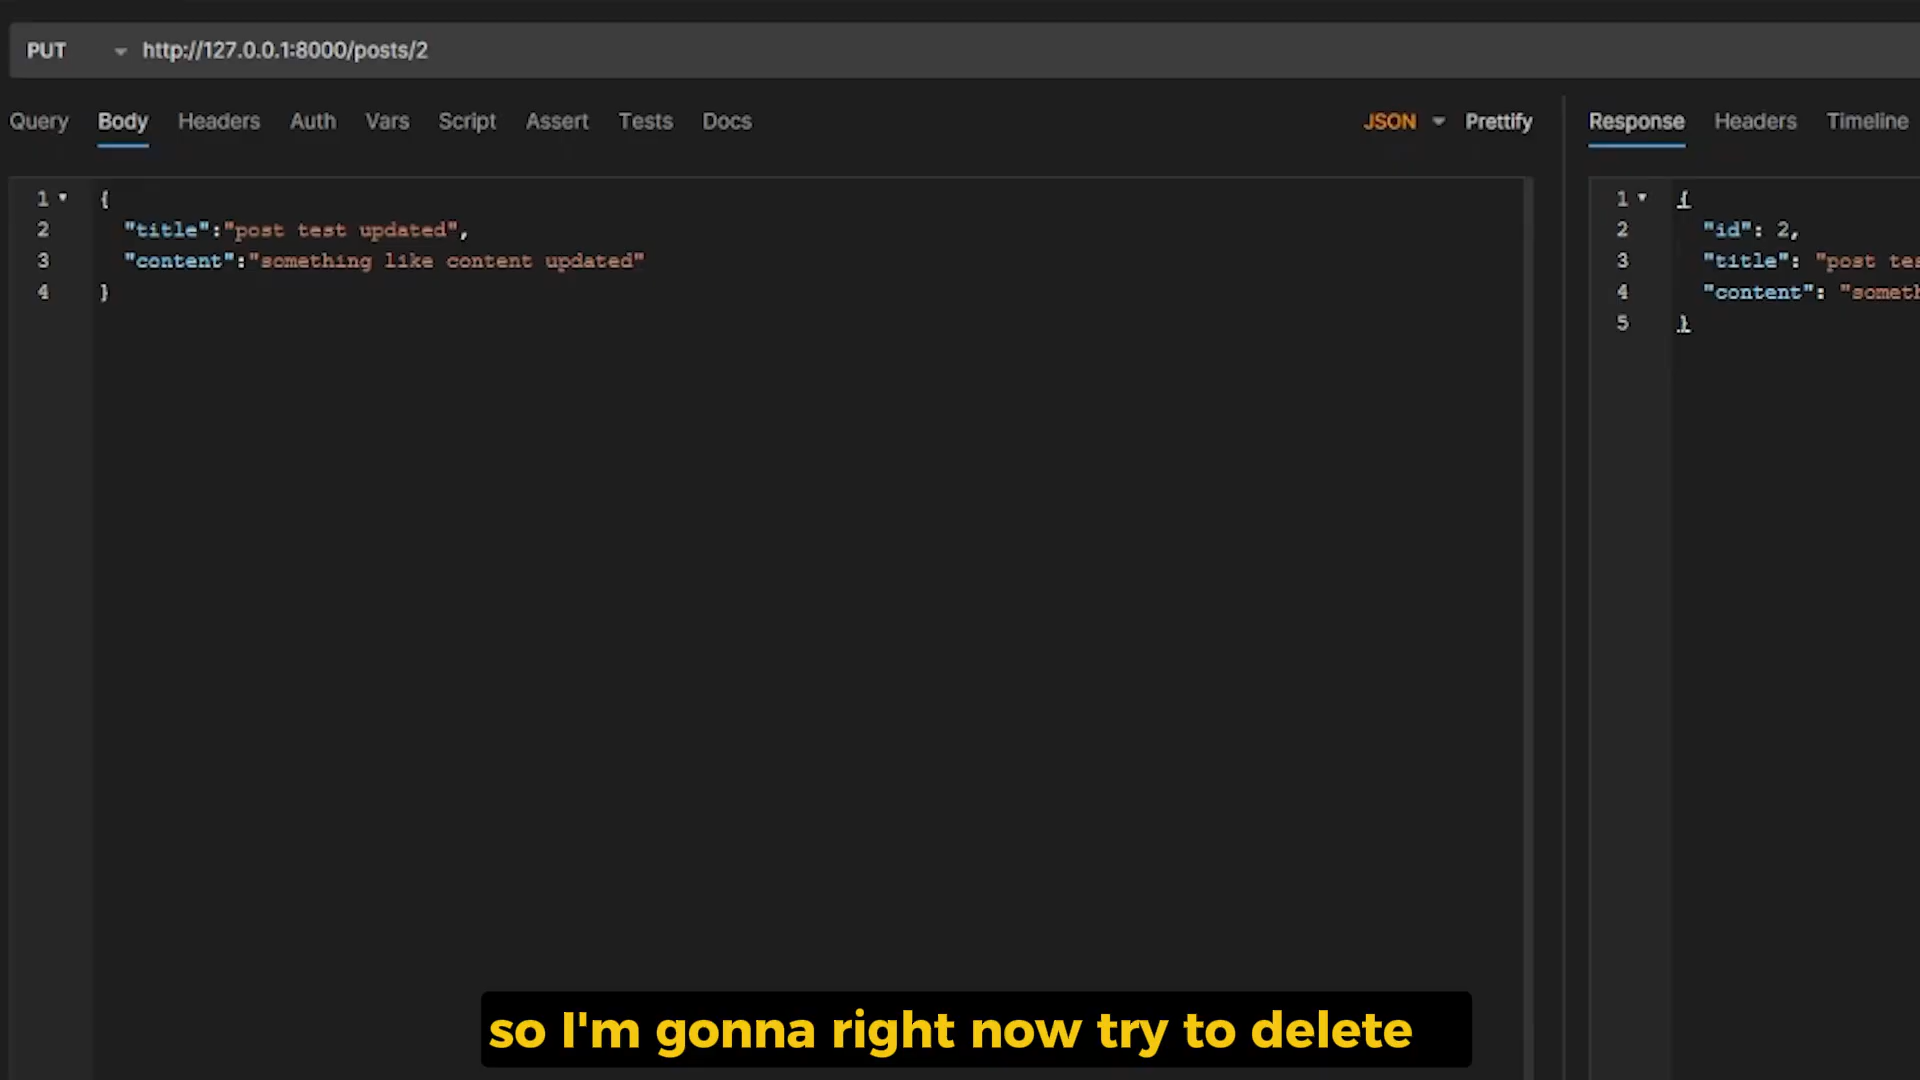 PUT http://127.0.0.1:8000/posts/2
Query Body Headers Auth Vars Script Assert Tests Docs JSON Prettify
1 {
2 "title":"post test updated",
3 "content":"something like content updated"
4 }
Response Headers Timeline
1 {
2 "id": 2,
3 "title": "post
4 "content":
5 }
so I'm gonna right now try to delete